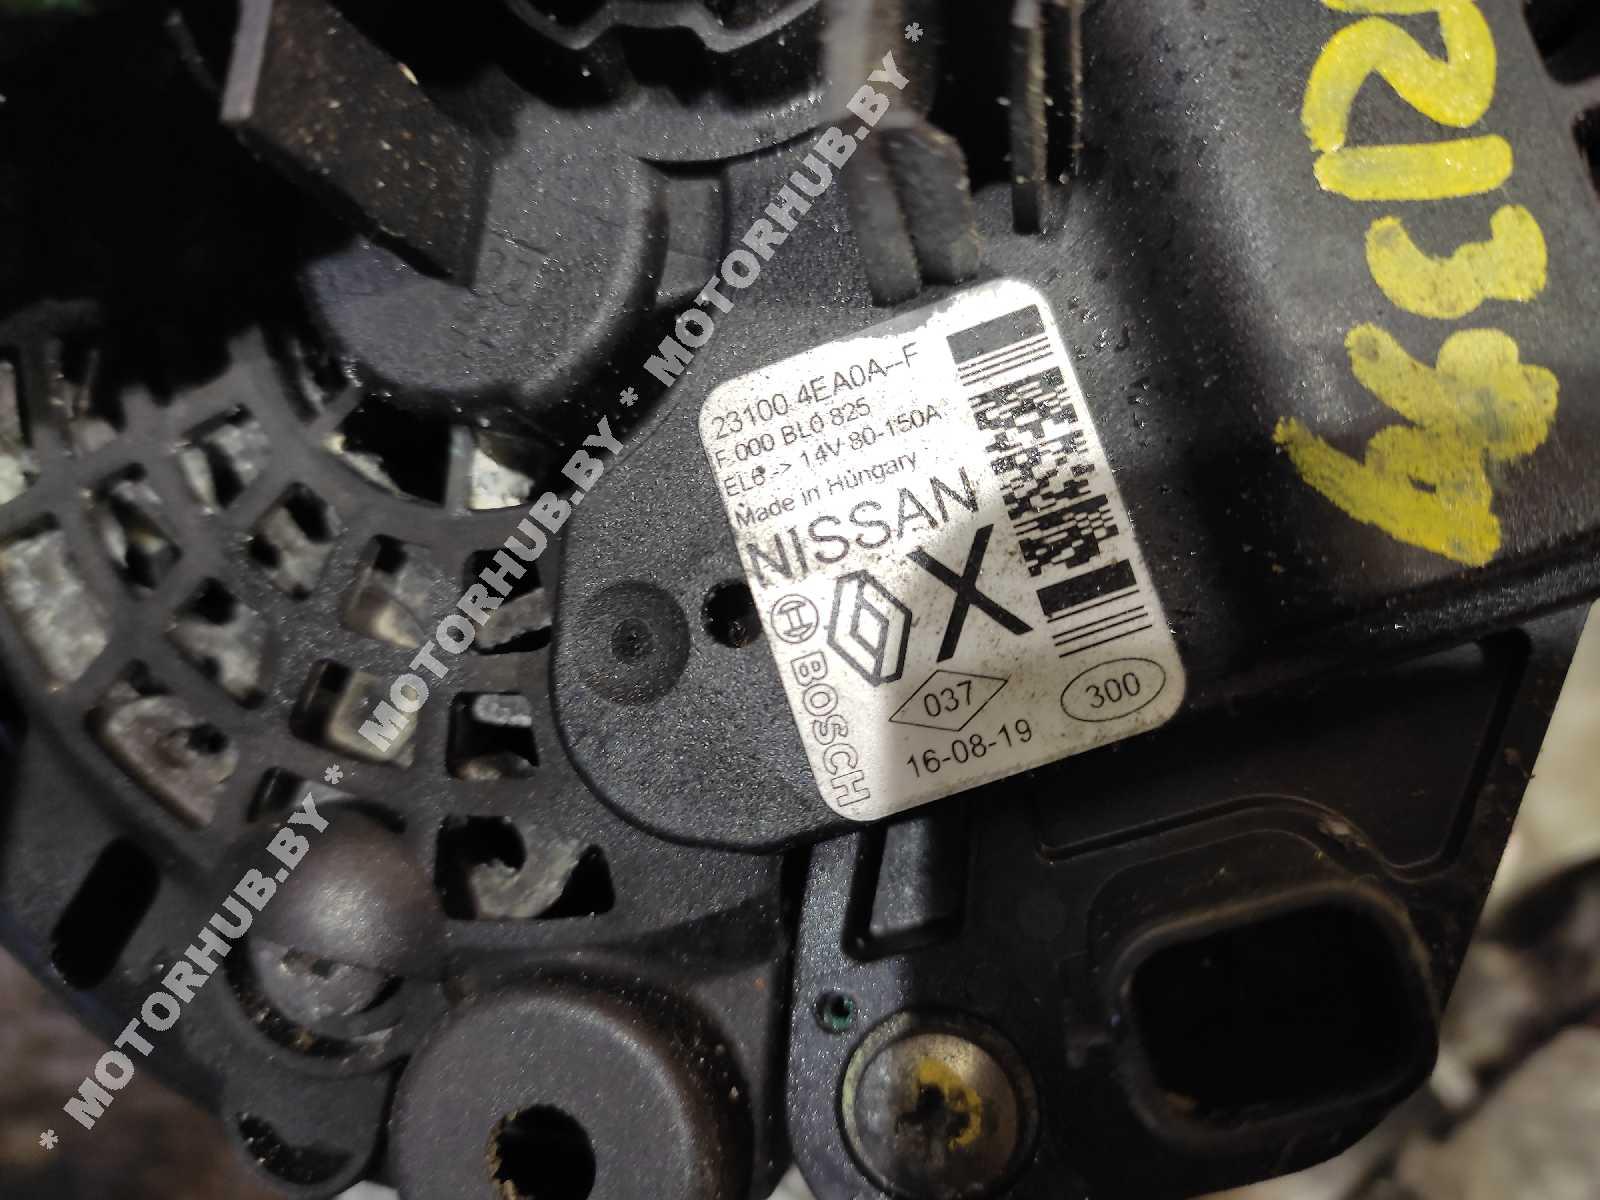 23100 4EA0A--F
F 000 BL0 825
EL6 -> 14V 80-150A
Made in Hungary
NISSAN
X
BOSCH
037
300
16-08-19
* MOTORHUB.BY * MOTORHUB.BY * MOTORHUB.BY * MOTORHUB.BY *